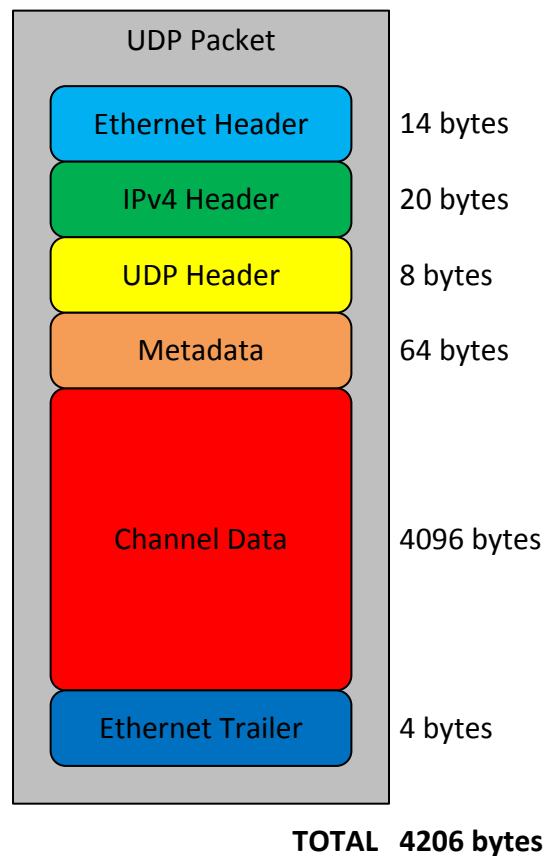 UDP Packet
Ethernet Header 14 bytes
IPv4 Header 20 bytes
UDP Header 8 bytes
Metadata 64 bytes
Channel Data 4096 bytes
Ethernet Trailer 4 bytes
TOTAL 4206 bytes